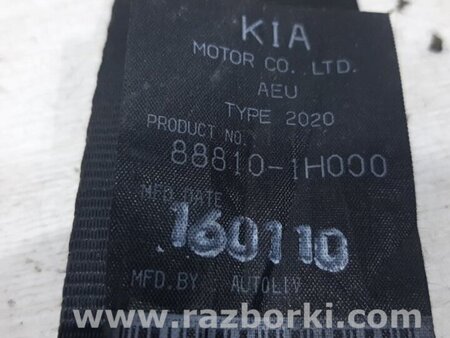 KIA
MOTOR CO. LTD.
AEU
TYPE 2020
PRODUCT NO.
88810-1H000
MFD.DATE
160110
MFD.BY AUTOLIV
www.razborki.com